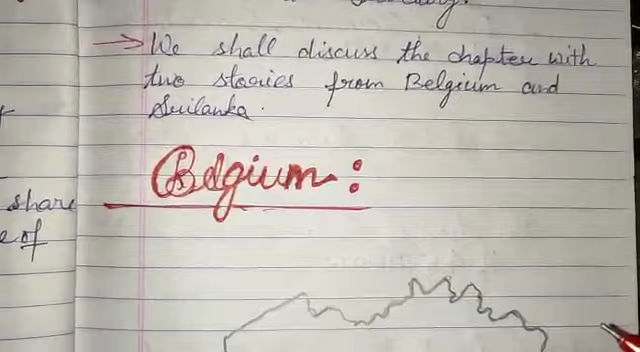 → We shall discuss the chapter with
two stories from Belgium and
Srilanka.
Belgium:
share
e of